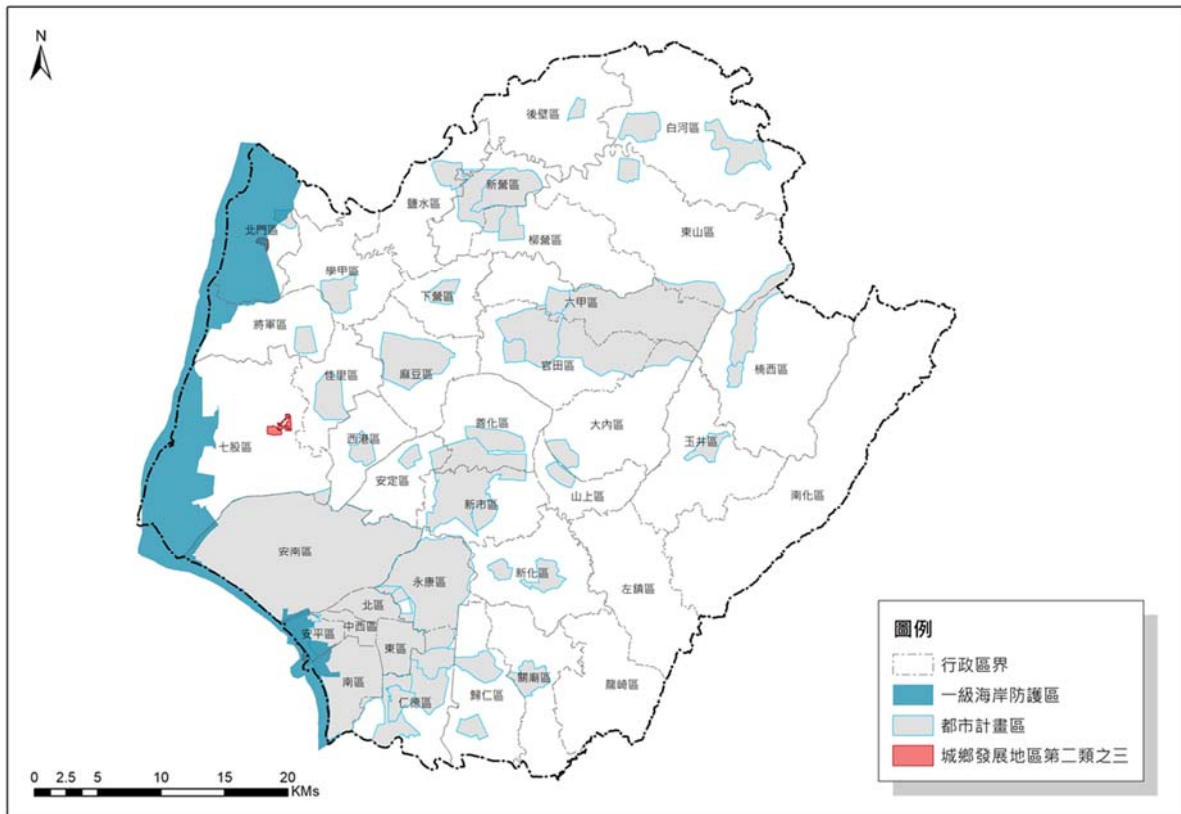 N
後壁區
白河區
新營區
鹽水區
北門區
東山區
柳營區
學甲區
下營區
六甲區
將軍區
官田區
楠西區
佳里區
麻豆區
善化區
大內區
玉井區
西港區
七股區
安定區
山上區
南化區
新市區
安南區
新化區
永康區
左鎮區
北區
中西區
安平區
東區
南區
關廟區
龍崎區
歸仁區
仁德區
圖例
行政區界
一級海岸防護區
都市計畫區
城鄉發展地區第二類之三
0 2.5 5 10 15 20
KMs